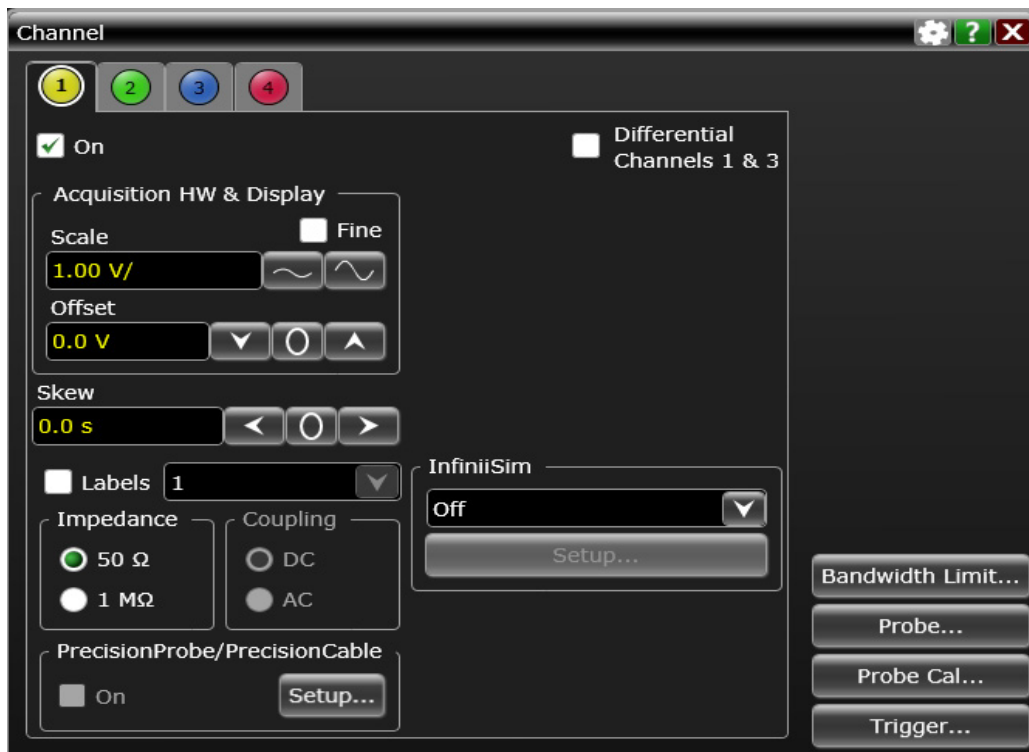 Channel
?
X
1
2
3
4
On
Differential
Channels 1 & 3
Acquisition HW & Display
Scale
Fine
1.00 V/
Offset
0.0 V
0
Skew
0.0 s
0
Labels
1
InfiniiSim
Off
Setup...
Impedance
Coupling
50 Ω
DC
1 MΩ
AC
PrecisionProbe/PrecisionCable
On
Setup...
Bandwidth Limit...
Probe...
Probe Cal...
Trigger...